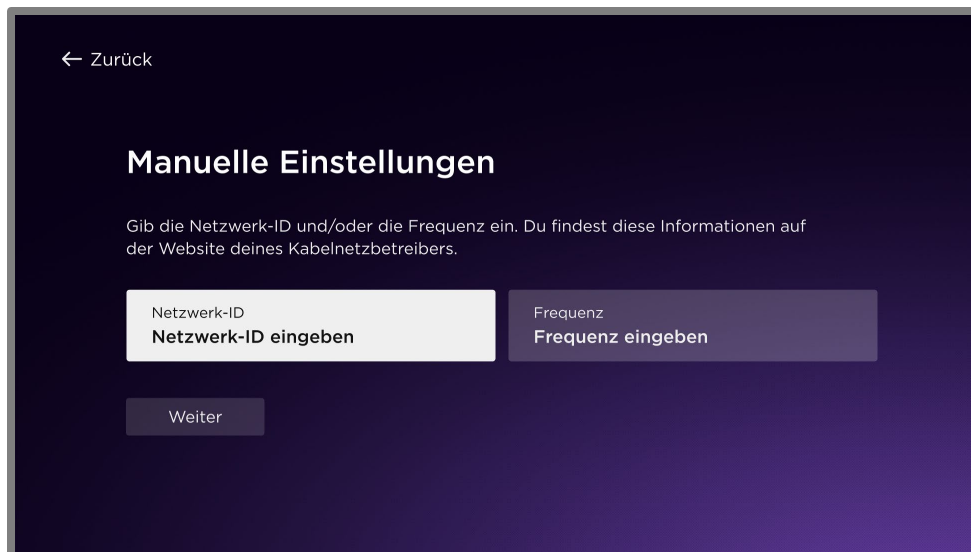 ← Zurück
Manuelle Einstellungen
Gib die Netzwerk-ID und/oder die Frequenz ein. Du findest diese Informationen auf
der Website deines Kabelnetzbetreibers.
Netzwerk-ID
Netzwerk-ID eingeben
Frequenz
Frequenz eingeben
Weiter